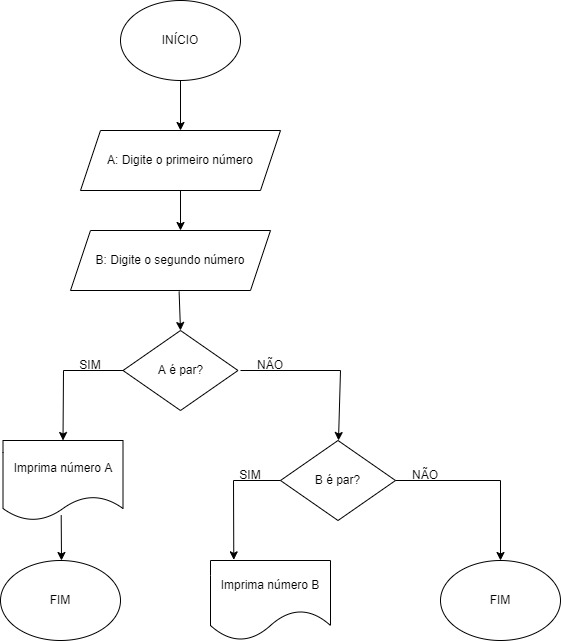 INÍCIO
A: Digite o primeiro número
B: Digite o segundo número
A é par?
SIM
NÃO
Imprima número A
B é par?
SIM
NÃO
FIM
Imprima número B
FIM